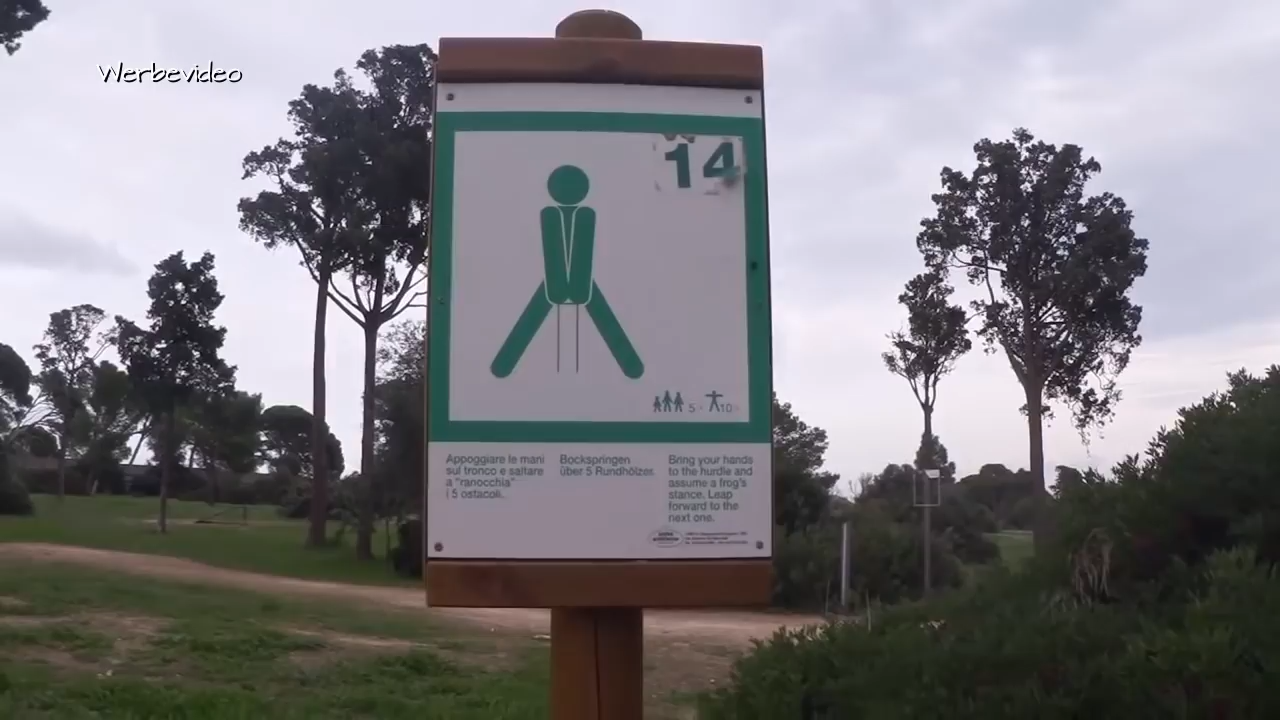 Werbevideo
14
5
10
Appoggiare le mani
sul tronco e saltare
a "ranocchia"
i 5 ostacoli.
Bockspringen
über 5 Rundhölzer.
Bring your hands
to the hurdle and
assume a frog's
stance. Leap
forward to the
next one.